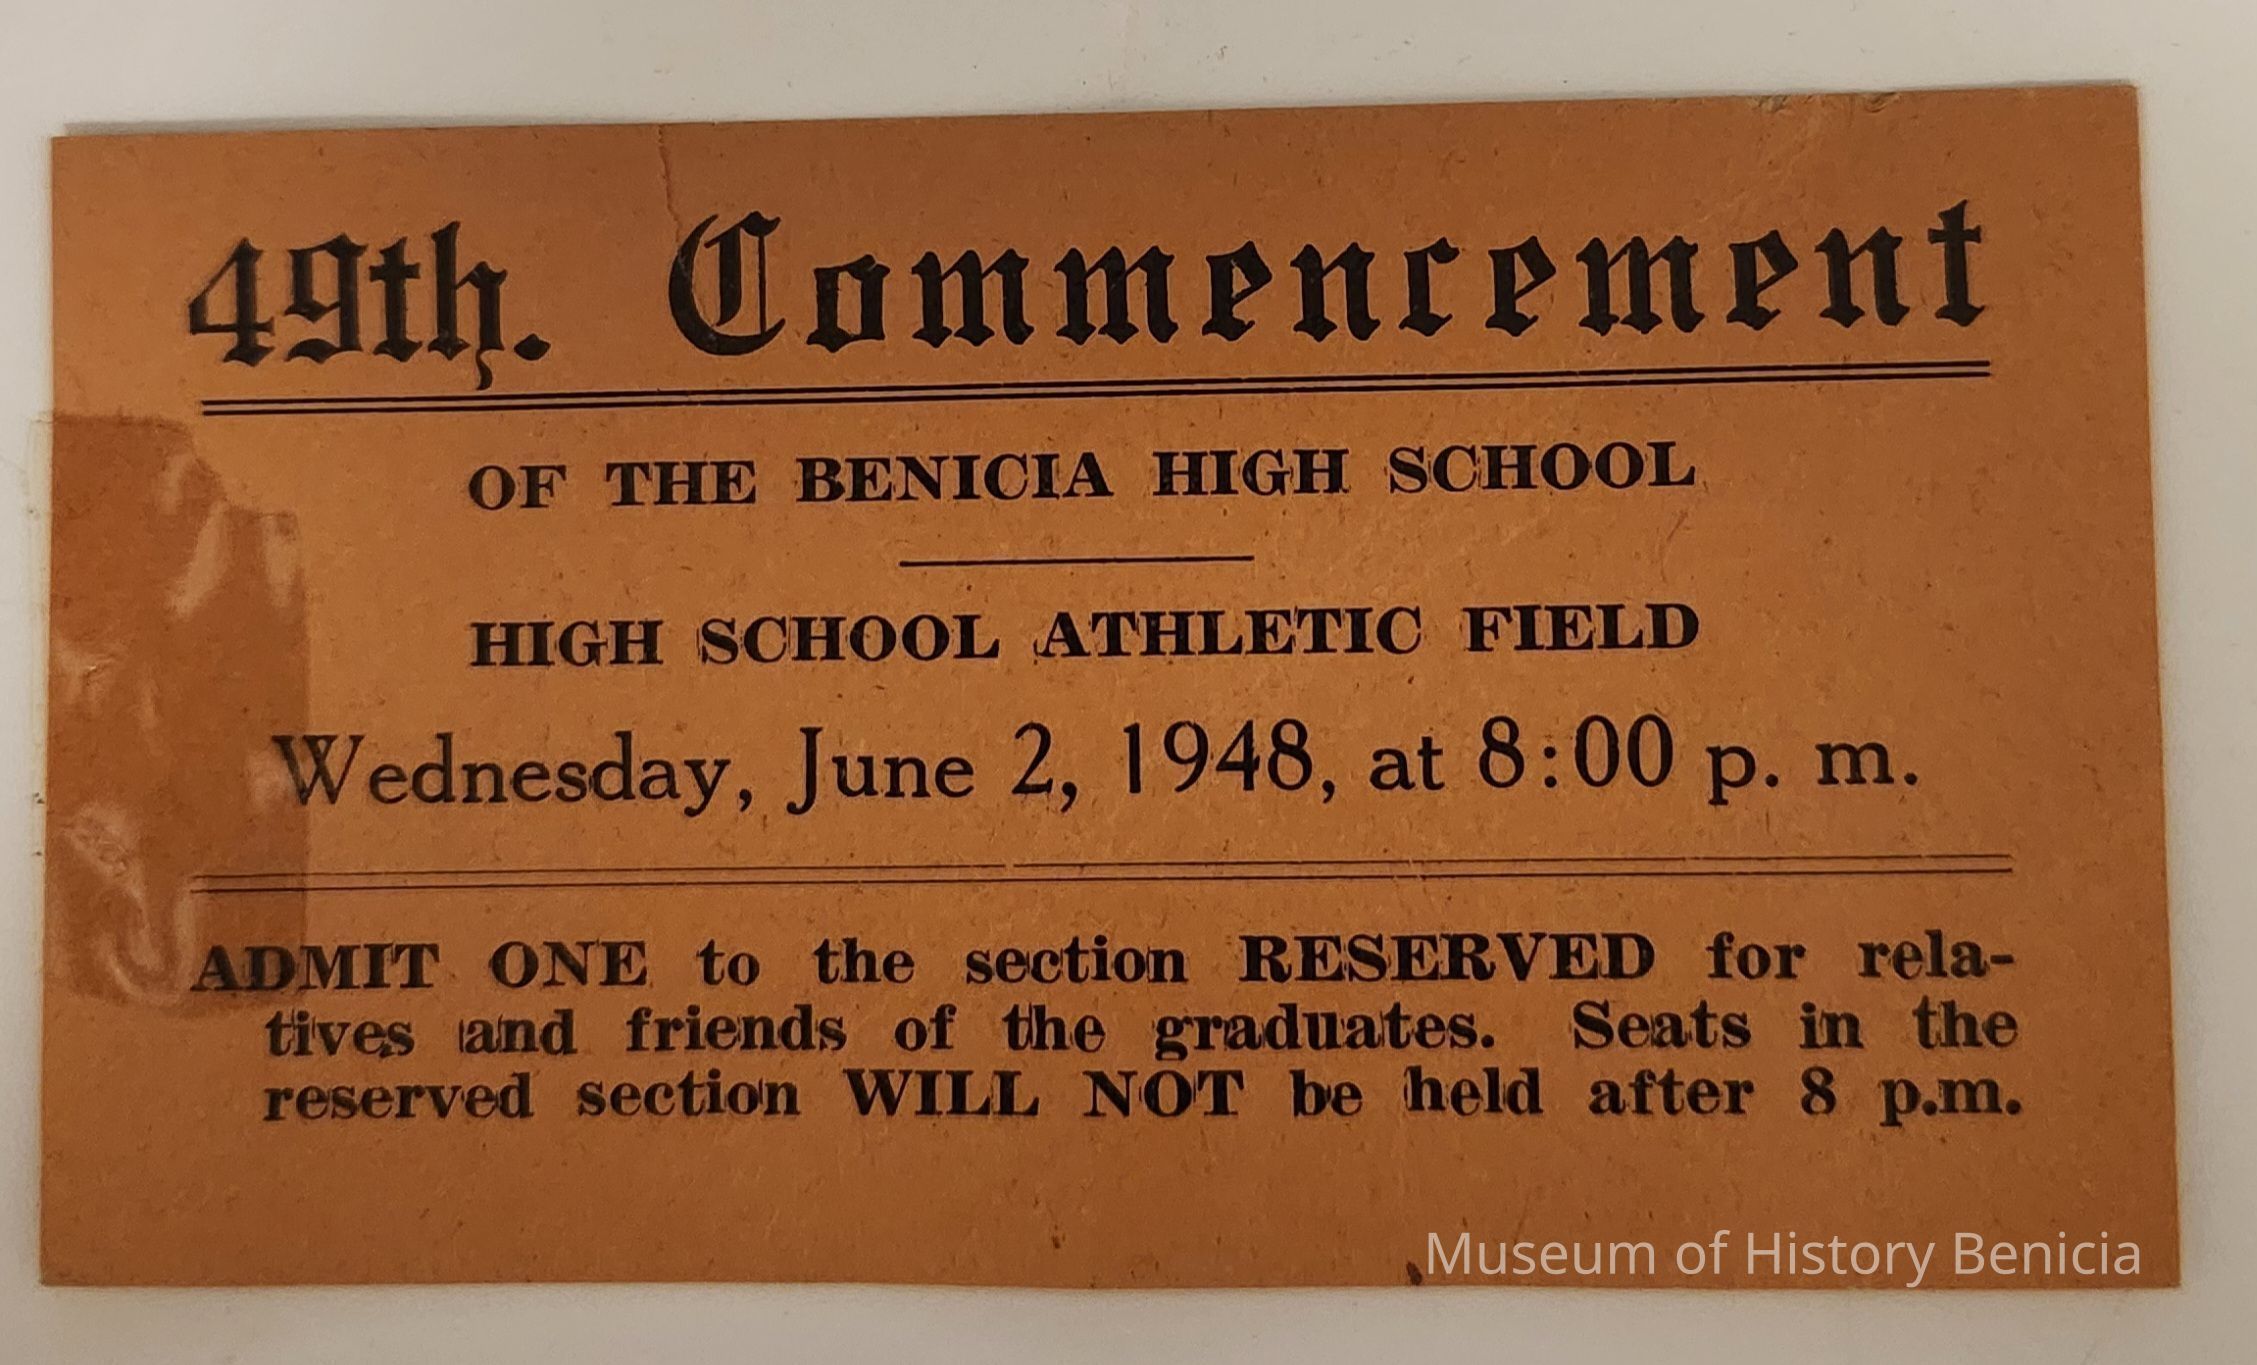 49th. Commencement
OF THE BENICIA HIGH SCHOOL
HIGH SCHOOL ATHLETIC FIELD
Wednesday, June 2, 1948, at 8:00 p. m.
ADMIT ONE to the section RESERVED for rela-
tives and friends of the graduates. Seats in the
reserved section WILL NOT be held after 8 p.m.
Museum of History Benicia